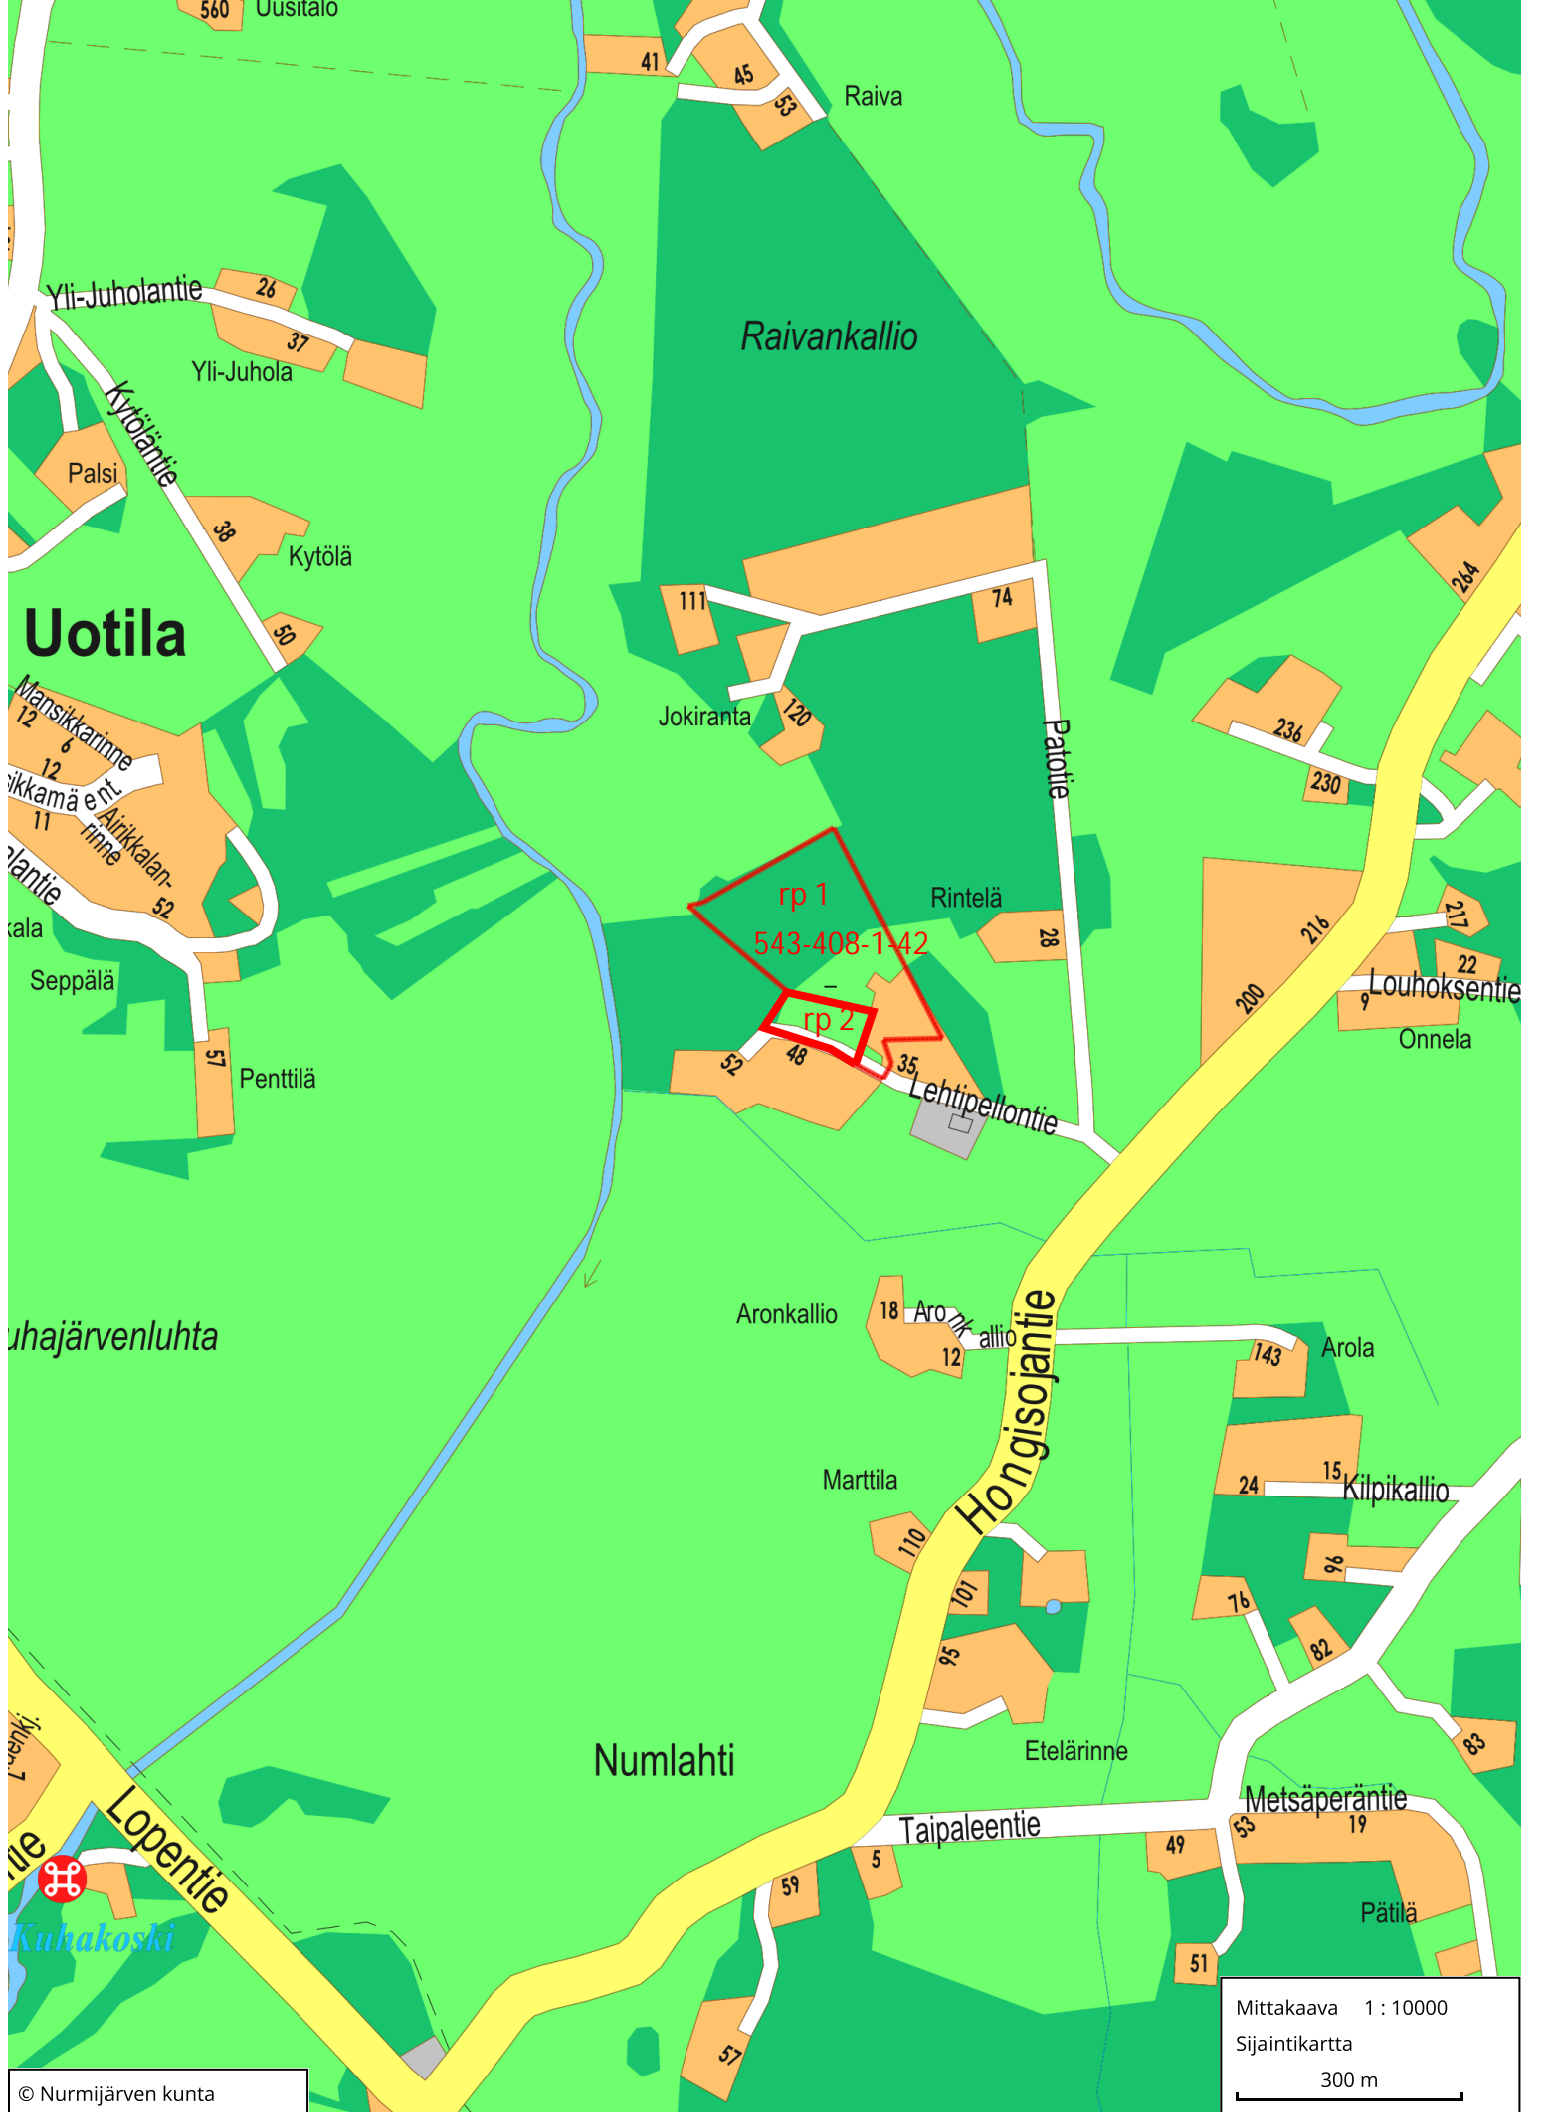 560
Uusitalo
41
45
53
Raiva
Yli-Juholantie
26
37
Yli-Juhola
Raivankallio
Kytöläntie
Palsi
38
Kytölä
264
Uotila
50
111
74
Mansikkarinne
12
6
12
120
Jokiranta
Patotie
236
230
11
Airikkalan-
rinne
52
rp 1
Rintelä
28
543-408-1-42
217
216
22
Seppälä
200
9
Louhoksentie
Onnela
rp 2
57
Penttilä
52
48
35
Lehtipellontie
Aronkallio
18
Aronkallio
12
Hongisojantie
143
Arola
Marttila
24
15
Kilpikallio
110
101
96
76
82
95
Numlahti
Etelärinne
83
7
Lopentie
Taipaleentie
Metsäperäntie
5
49
53
19
59
Pätilä
Kuhakoski
51
57
Mittakaava 1 : 10000
Sijaintikartta
300 m
© Nurmijärven kunta